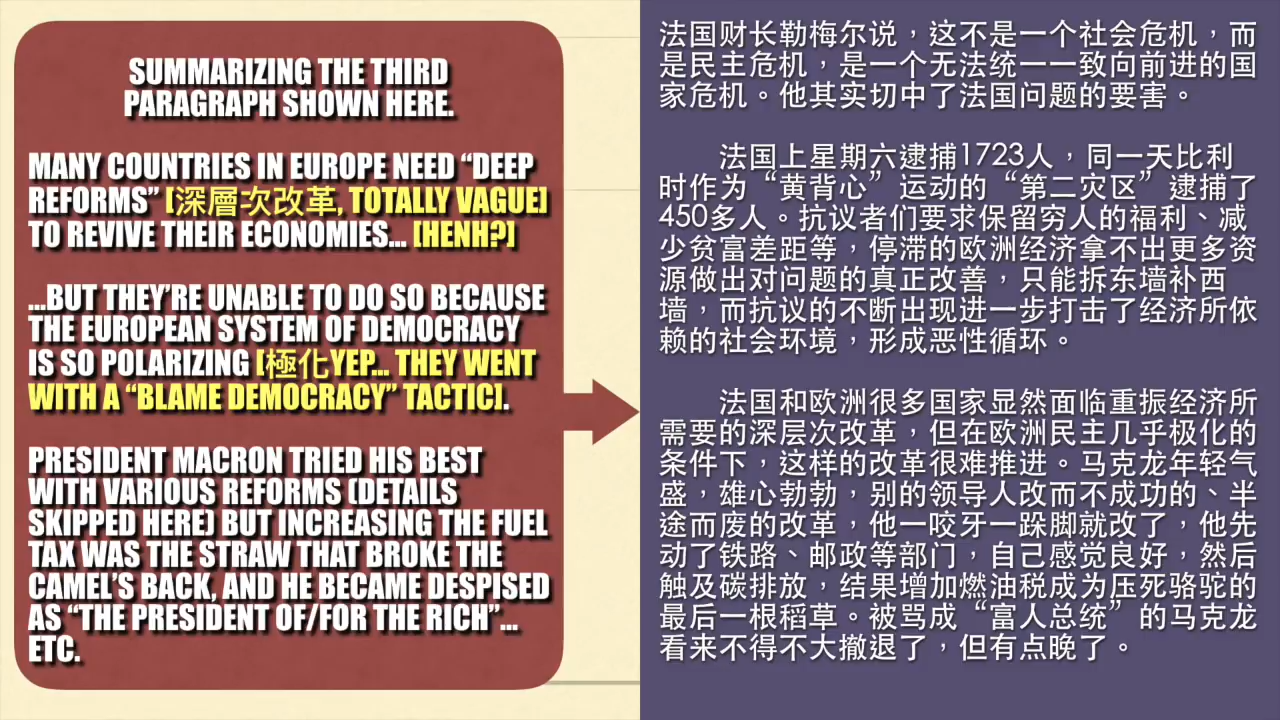 SUMMARIZING THE THIRD
PARAGRAPH SHOWN HERE.
MANY COUNTRIES IN EUROPE NEED “DEEP
REFORMS” [深層次改革, TOTALLY VAGUE]
TO REVIVE THEIR ECONOMIES... [HENH?]
...BUT THEY’RE UNABLE TO DO SO BECAUSE
THE EUROPEAN SYSTEM OF DEMOCRACY
IS SO POLARIZING [極化YEP... THEY WENT
WITH A “BLAME DEMOCRACY” TACTIC].
PRESIDENT MACRON TRIED HIS BEST
WITH VARIOUS REFORMS (DETAILS
SKIPPED HERE) BUT INCREASING THE FUEL
TAX WAS THE STRAW THAT BROKE THE
CAMEL’S BACK, AND HE BECAME DESPISED
AS “THE PRESIDENT OF/FOR THE RICH”...
ETC.
法国财长勒梅尔说，这不是一个社会危机，而
是民主危机，是一个无法统一一致向前进的国
家危机。他其实切中了法国问题的要害。
法国上星期六逮捕1723人，同一天比利
时作为“黄背心”运动的“第二灾区”逮捕了
450多人。抗议者们要求保留穷人的福利、减
少贫富差距等，停滞的欧洲经济拿不出更多资
源做出对问题的真正改善，只能拆东墙补西
墙，而抗议的不断出现进一步打击了经济所依
赖的社会环境，形成恶性循环。
法国和欧洲很多国家显然面临重振经济所
需要的深层次改革，但在欧洲民主几乎极化的
条件下，这样的改革很难推进。马克龙年轻气
盛，雄心勃勃，别的领导人改而不成功的、半
途而废的改革，他一咬牙一跺脚就改了，他先
动了铁路、邮政等部门，自己感觉良好，然后
触及碳排放，结果增加燃油税成为压死骆驼的
最后一根稻草。被骂成“富人总统”的马克龙
看来不得不大撤退了，但有点晚了。